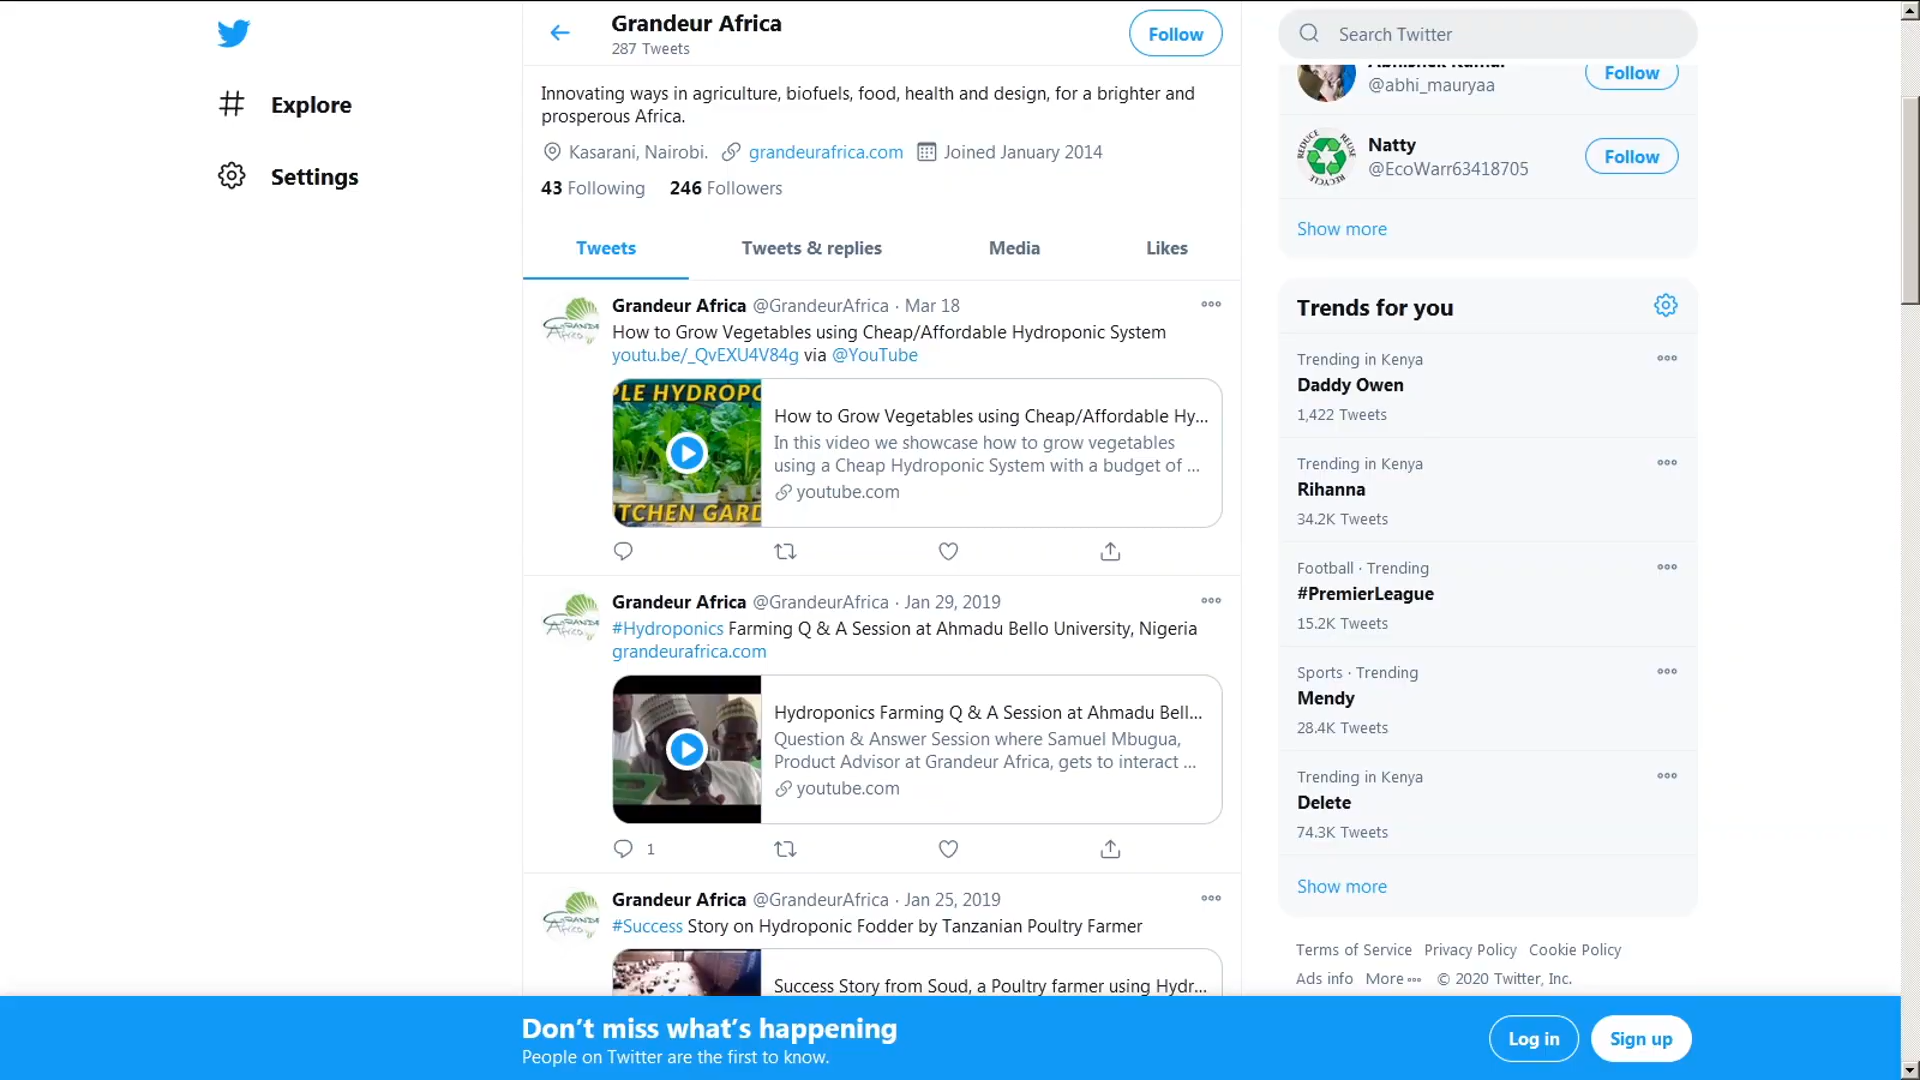 Explore
Settings
Grandeur Africa
287 Tweets
Follow
Innovating ways in agriculture, biofuels, food, health and design, for a brighter and
prosperous Africa.
Kasarani, Nairobi. grandeurafrica.com Joined January 2014
43 Following 246 Followers
Tweets Tweets & replies Media Likes
Grandeur Africa @GrandeurAfrica · Mar 18
How to Grow Vegetables using Cheap/Affordable Hydroponic System
youtu.be/_QvEXU4V84g via @YouTube
PLE HYDROPO
ITCHEN GARD
How to Grow Vegetables using Cheap/Affordable Hy...
In this video we showcase how to grow vegetables
using a Cheap Hydroponic System with a budget of ...
youtube.com
Grandeur Africa @GrandeurAfrica · Jan 29, 2019
#Hydroponics Farming Q & A Session at Ahmadu Bello University, Nigeria
grandeurafrica.com
Hydroponics Farming Q & A Session at Ahmadu Bell...
Question & Answer Session where Samuel Mbugua,
Product Advisor at Grandeur Africa, gets to interact ...
youtube.com
1
Grandeur Africa @GrandeurAfrica · Jan 25, 2019
#Success Story on Hydroponic Fodder by Tanzanian Poultry Farmer
Success Story from Soud, a Poultry farmer using Hydr...
Search Twitter
@abhi_mauryaa
Follow
REDUCE REUSE RECYCLE
Natty
@EcoWarr63418705
Follow
Show more
Trends for you
Trending in Kenya
Daddy Owen
1,422 Tweets
Trending in Kenya
Rihanna
34.2K Tweets
Football · Trending
#PremierLeague
15.2K Tweets
Sports · Trending
Mendy
28.4K Tweets
Trending in Kenya
Delete
74.3K Tweets
Show more
Terms of Service Privacy Policy Cookie Policy
Ads info More © 2020 Twitter, Inc.
Don't miss what's happening
People on Twitter are the first to know.
Log in
Sign up